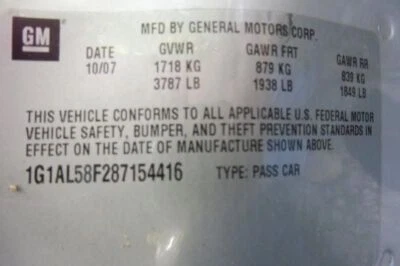 GM
MFD BY GENERAL MOTORS CORP.
DATE GVWR GAWR FRT GAWR RR
10/07 1718 KG 879 KG 839 KG
3787 LB 1938 LB 1849 LB
THIS VEHICLE CONFORMS TO ALL APPLICABLE U.S. FEDERAL MOTOR
VEHICLE SAFETY, BUMPER, AND THEFT PREVENTION STANDARDS IN
EFFECT ON THE DATE OF MANUFACTURE SHOWN ABOVE.
1G1AL58F287154416 TYPE: PASS CAR